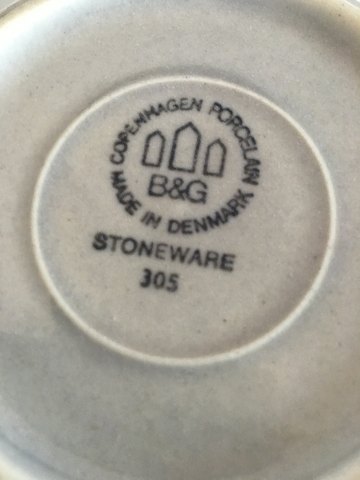 COPENHAGEN PORCELAIN
B&G
MADE IN DENMARK
STONEWARE
305